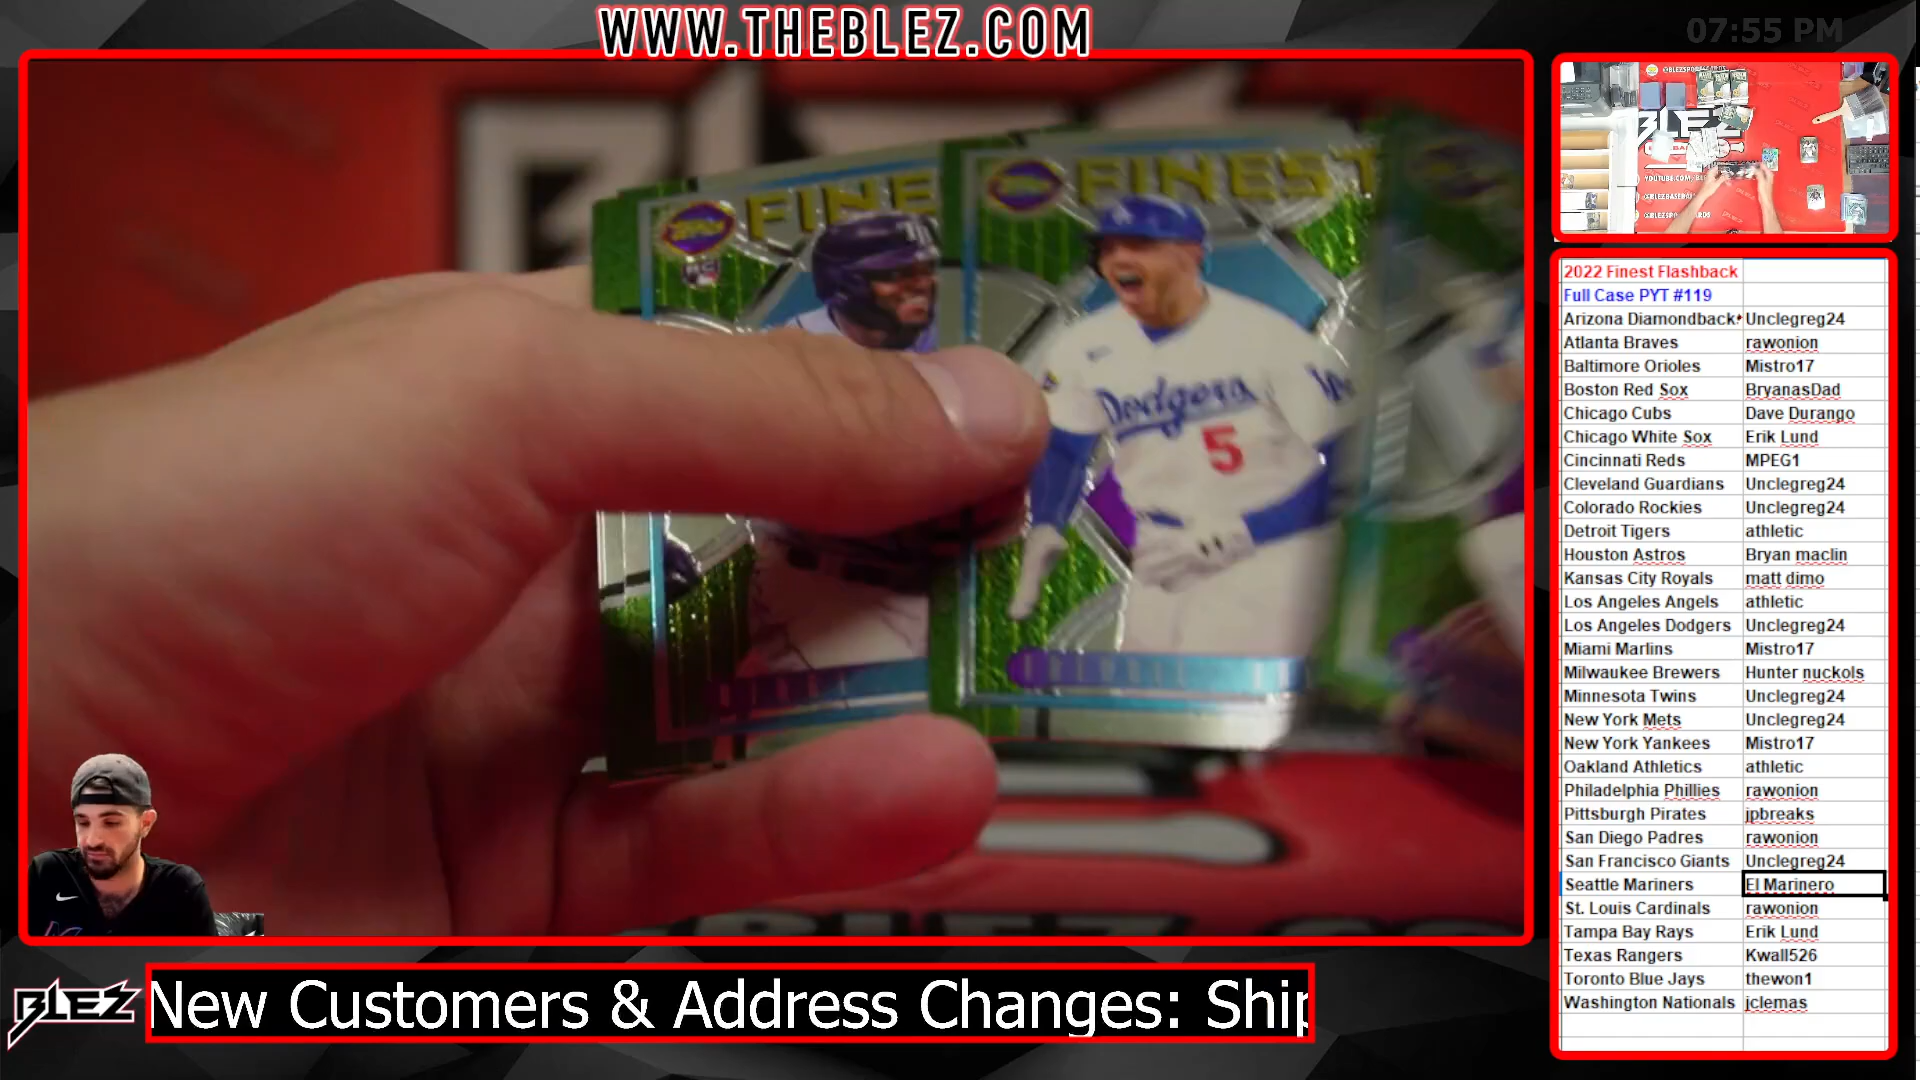 WWW.THEBLEZ.COM
07:55 PM
FINE
FINEST
Topps
RC
Dodgers
5
BLEZ
2022 Finest Flashback
Full Case PYT #119
Arizona Diamondback Unclegreg24
Atlanta Braves rawonion
Baltimore Orioles Mistro17
Boston Red Sox BryanasDad
Chicago Cubs Dave Durango
Chicago White Sox Erik Lund
Cincinnati Reds MPEG1
Cleveland Guardians Unclegreg24
Colorado Rockies Unclegreg24
Detroit Tigers athletic
Houston Astros Bryan maclin
Kansas City Royals matt dimo
Los Angeles Angels athletic
Los Angeles Dodgers Unclegreg24
Miami Marlins Mistro17
Milwaukee Brewers Hunter nuckols
Minnesota Twins Unclegreg24
New York Mets Unclegreg24
New York Yankees Mistro17
Oakland Athletics athletic
Philadelphia Phillies rawonion
Pittsburgh Pirates jpbreaks
San Diego Padres rawonion
San Francisco Giants Unclegreg24
Seattle Mariners El Marinero
St. Louis Cardinals rawonion
Tampa Bay Rays Erik Lund
Texas Rangers Kwall526
Toronto Blue Jays thewon1
Washington Nationals jclemas
BLEZ
New Customers & Address Changes: Ship